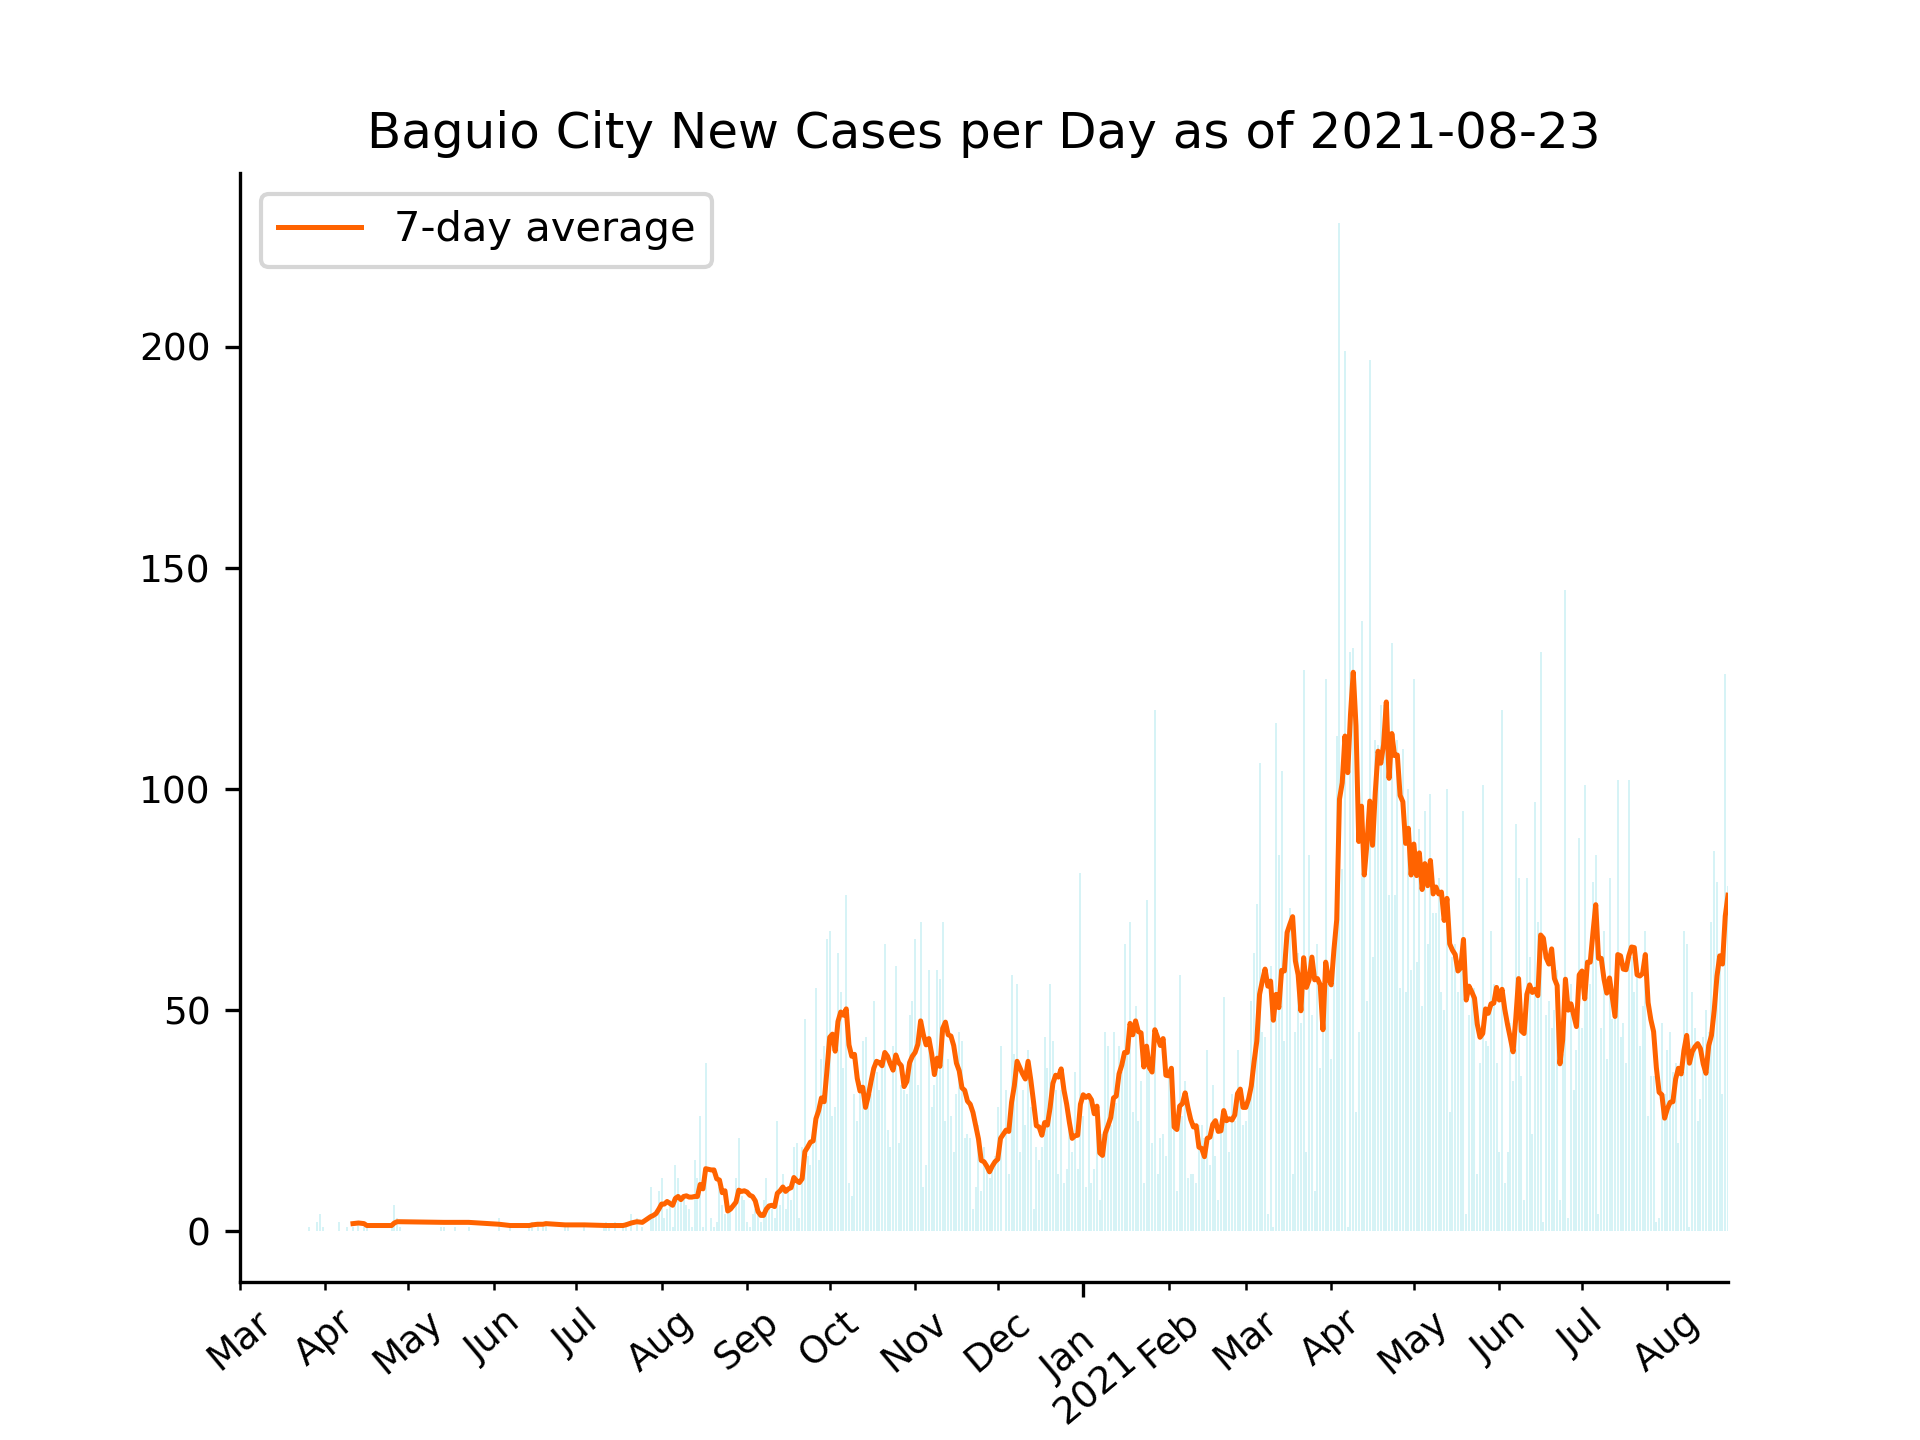 Baguio City New Cases per Day as of 2021-08-23
7-day average
200
150
100
50
0
Mar Apr May Jun Jul Aug Sep Oct Nov Dec Jan Feb Mar Apr May Jun Jul Aug
2021